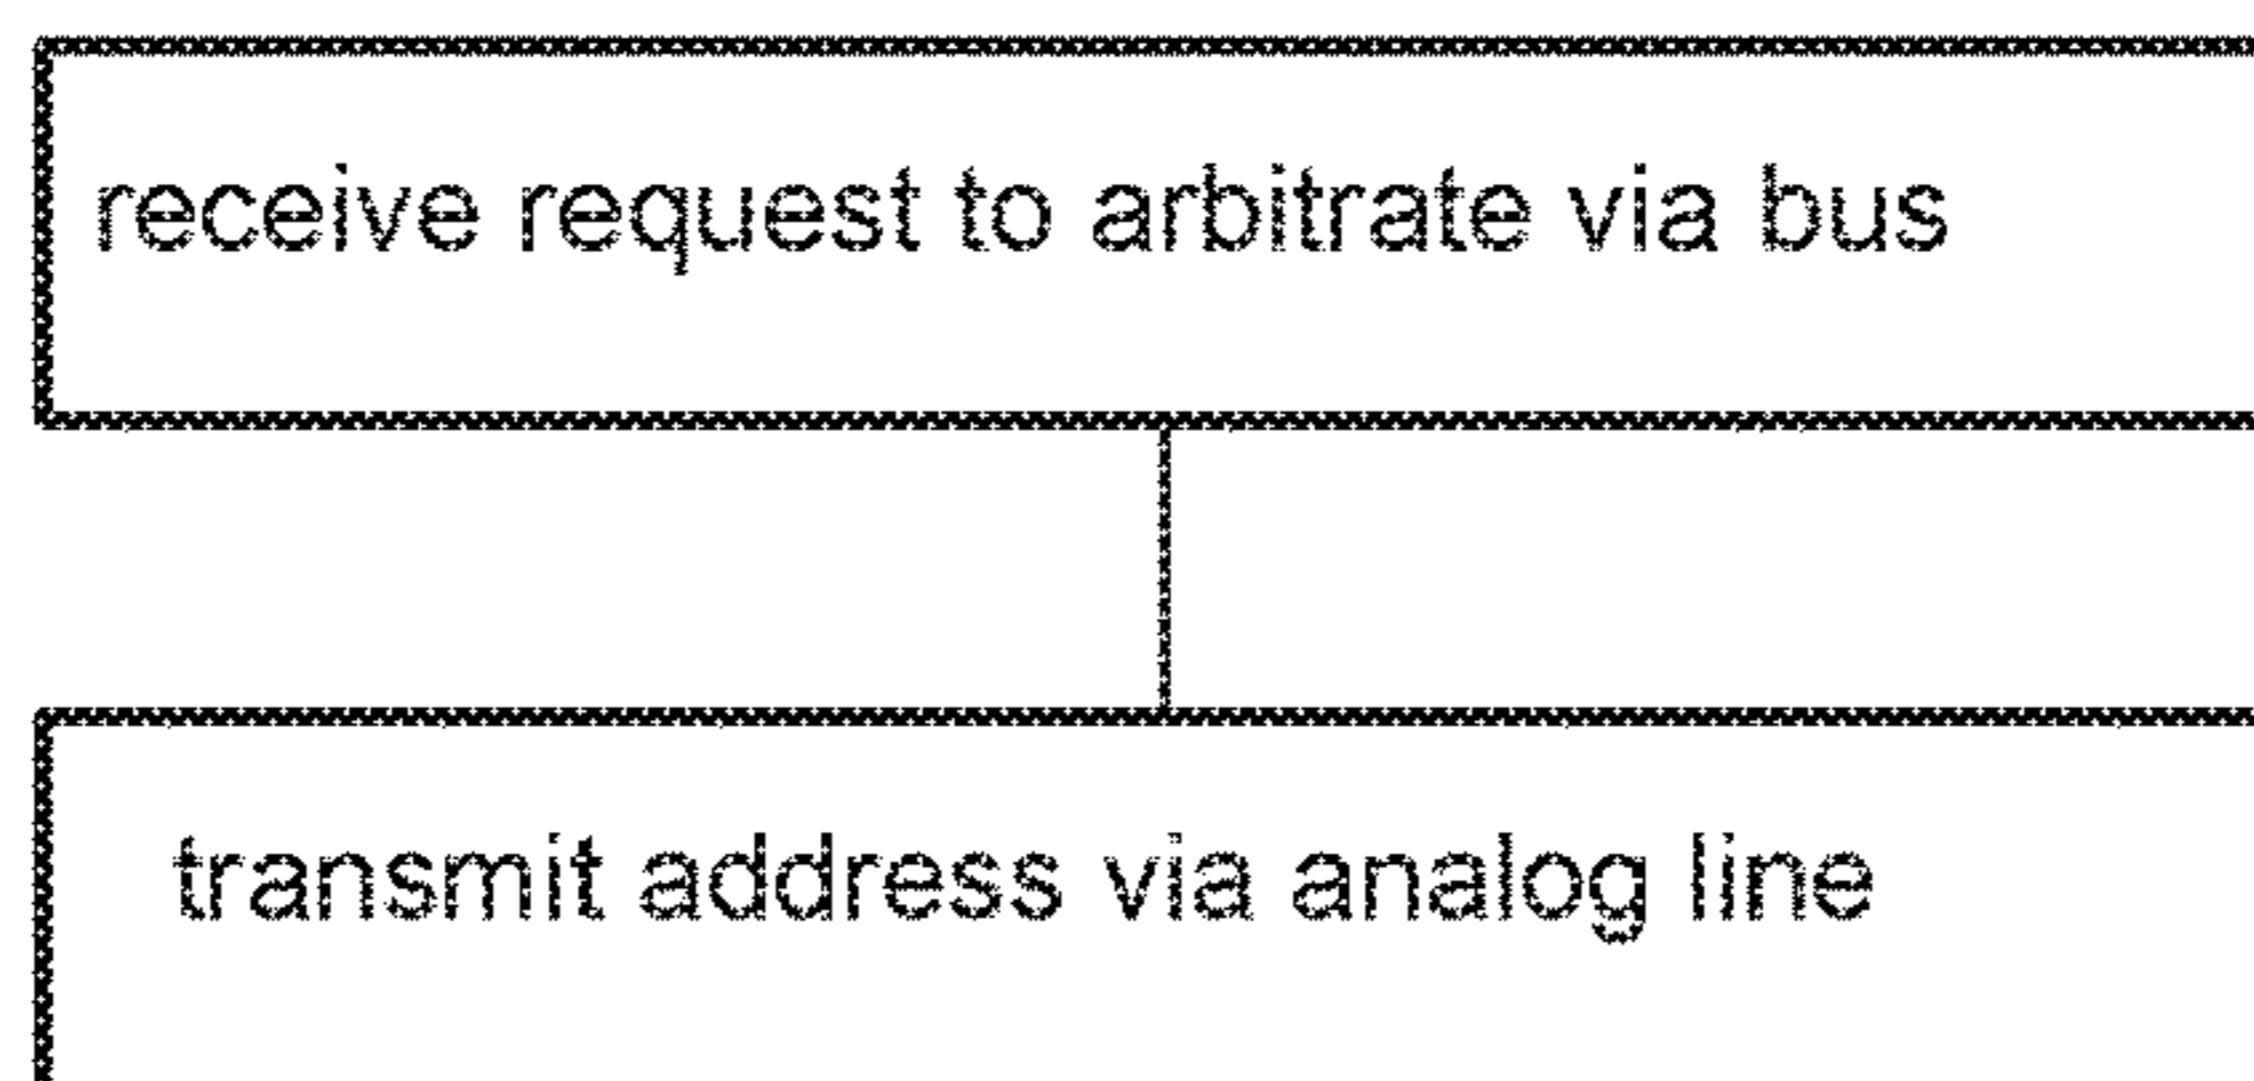 receive request to arbitrate via bus
transmit address via analog line